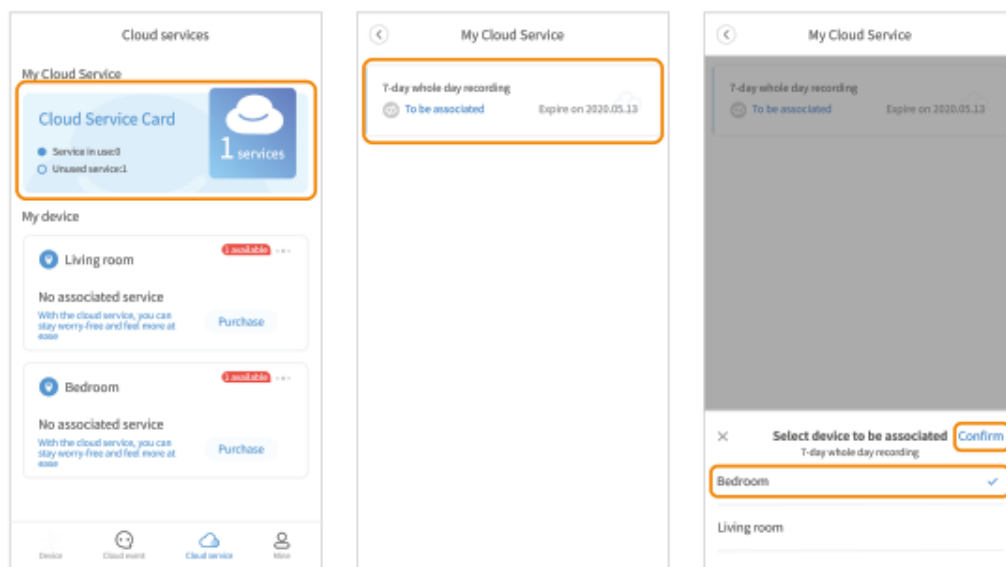 Cloud services
My Cloud Service
Cloud Service Card
Service in use:0
Unused service:1
1 services
My device
Living room
1 available
No associated service
With the cloud service, you can
stay worry-free and feel more at
ease
Purchase
Bedroom
1 available
No associated service
With the cloud service, you can
stay worry-free and feel more at
ease
Purchase
Device
Cloud event
Cloud service
Mine
My Cloud Service
7-day whole day recording
To be associated
Expire on 2020.05.13
My Cloud Service
7-day whole day recording
To be associated
Expire on 2020.05.13
Select device to be associated
Confirm
7-day whole day recording
Bedroom
Living room